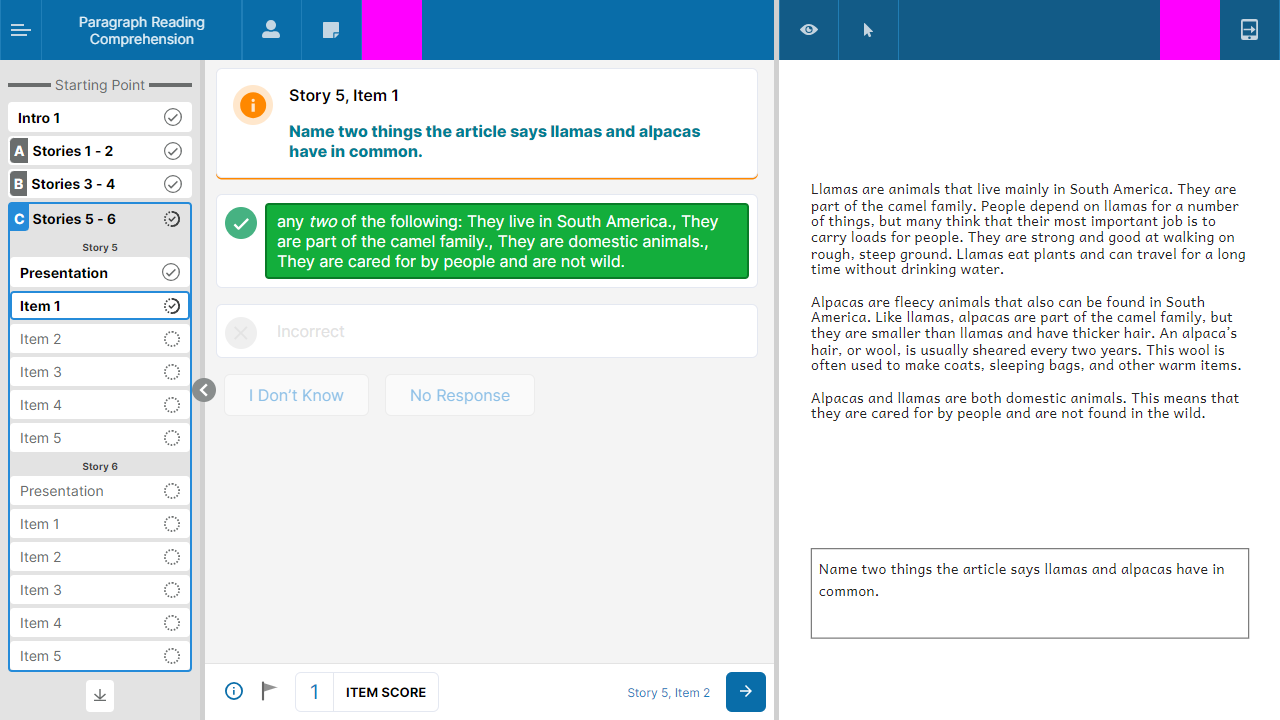 Paragraph Reading
Comprehension
Starting Point
Intro 1
A Stories 1 - 2
B Stories 3 - 4
C Stories 5 - 6
Story 5
Presentation
Item 1
Item 2
Item 3
Item 4
Item 5
Story 6
Presentation
Item 1
Item 2
Item 3
Item 4
Item 5
Story 5, Item 1
Name two things the article says llamas and alpacas
have in common.
any two of the following: They live in South America., They
are part of the camel family., They are domestic animals.,
They are cared for by people and are not wild.
Incorrect
I Don't Know
No Response
1 ITEM SCORE
Story 5, Item 2
Llamas are animals that live mainly in South America. They are
part of the camel family. People depend on llamas for a number
of things, but many think that their most important job is to
carry loads for people. They are strong and good at walking on
rough, steep ground. Llamas eat plants and can travel for a long
time without drinking water.
Alpacas are fleecy animals that also can be found in South
America. Like llamas, alpacas are part of the camel family, but
they are smaller than llamas and have thicker hair. An alpaca's
hair, or wool, is usually sheared every two years. This wool is
often used to make coats, sleeping bags, and other warm items.
Alpacas and llamas are both domestic animals. This means that
they are cared for by people and are not found in the wild.
Name two things the article says llamas and alpacas have in
common.